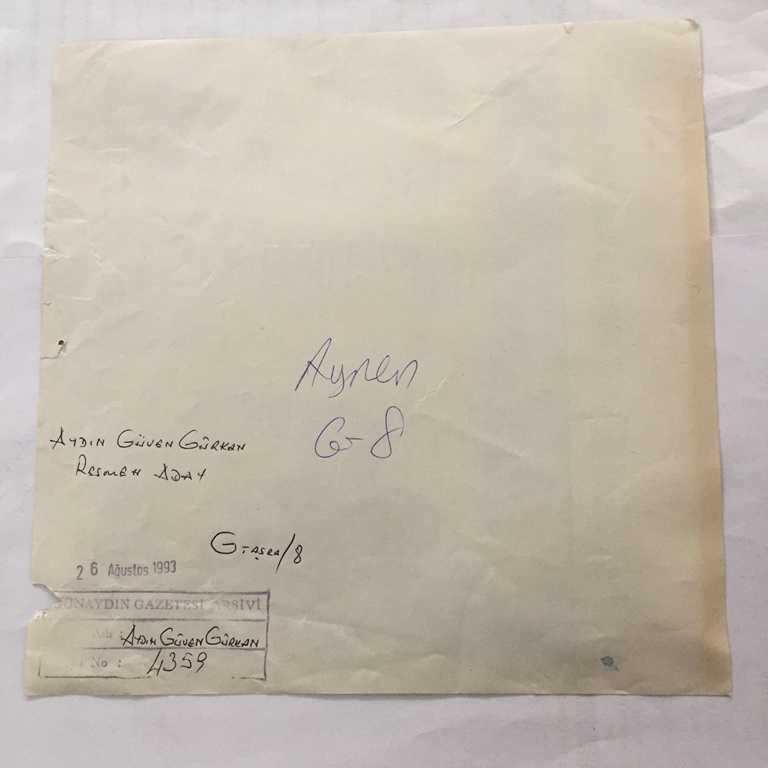 Aynen
G-8
AYDIN GÜVEN GÜRKAN
RESMEN ADAY
G-TAŞRA/8
26 Ağustos 1993
GÜNAYDIN GAZETESİ ARŞİVİ
Adı : AYDIN GÜVEN GÜRKAN
No : 4359